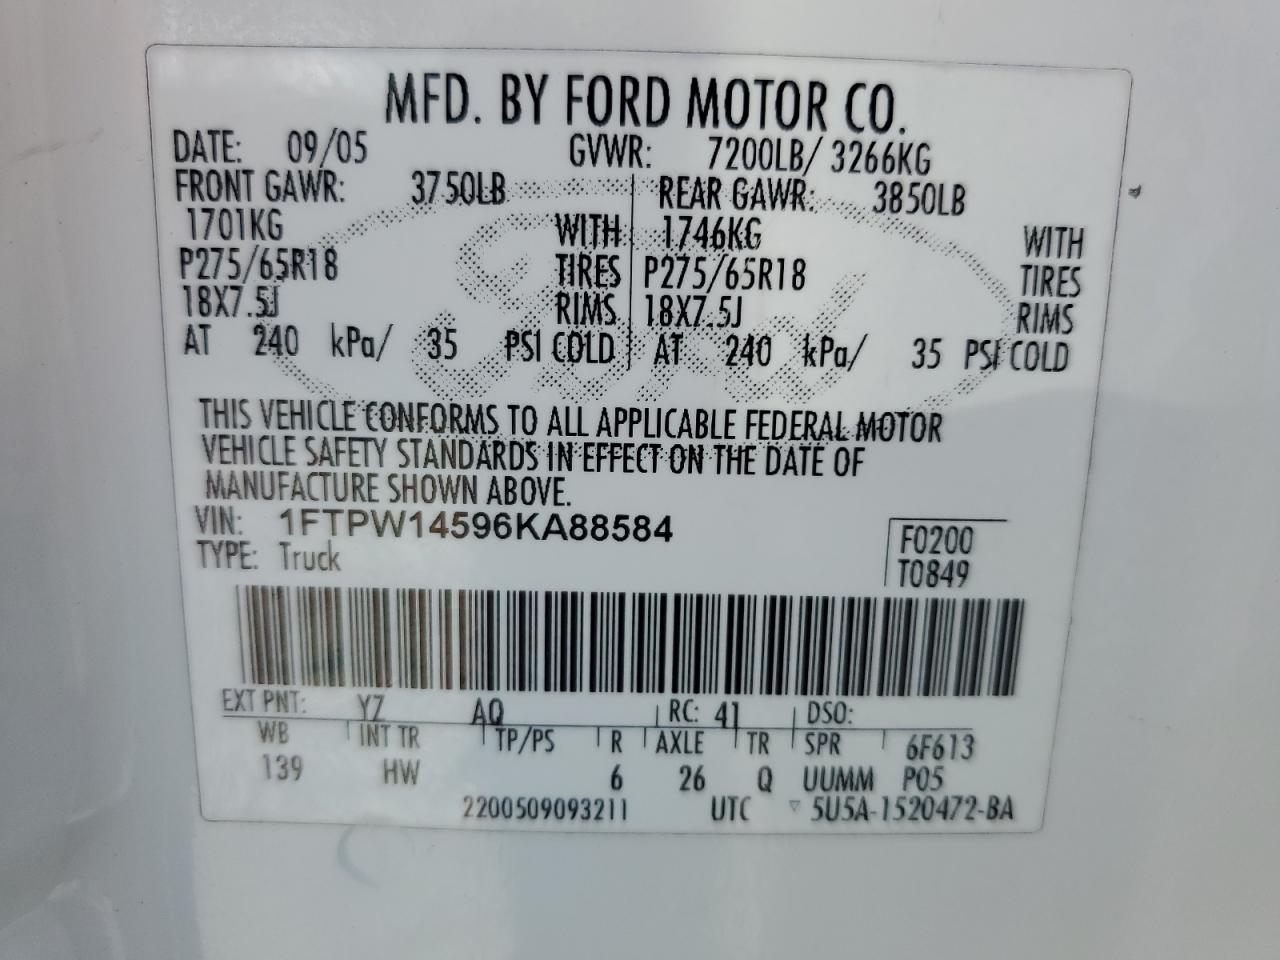 MFD. BY FORD MOTOR CO.
DATE: 09/05 GVWR: 7200LB/ 3266KG
FRONT GAWR: 3750LB REAR GAWR: 3850LB
1701KG WITH 1746KG WITH
P275/65R18 TIRES P275/65R18 TIRES
18X7.5J RIMS 18X7.5J RIMS
AT 240 kPa/ 35 PSI COLD AT 240 kPa/ 35 PSI COLD
THIS VEHICLE CONFORMS TO ALL APPLICABLE FEDERAL MOTOR
VEHICLE SAFETY STANDARDS IN EFFECT ON THE DATE OF
MANUFACTURE SHOWN ABOVE.
VIN: 1FTPW14596KA88584
TYPE: Truck
F0200
T0849
EXT PNT: YZ AQ RC: 41 DSO:
WB INT TR TP/PS R AXLE TR SPR 6F613
139 HW 6 26 Q UUMM P05
2200509093211 UTC ▽ 5U5A-1520472-BA
Ford